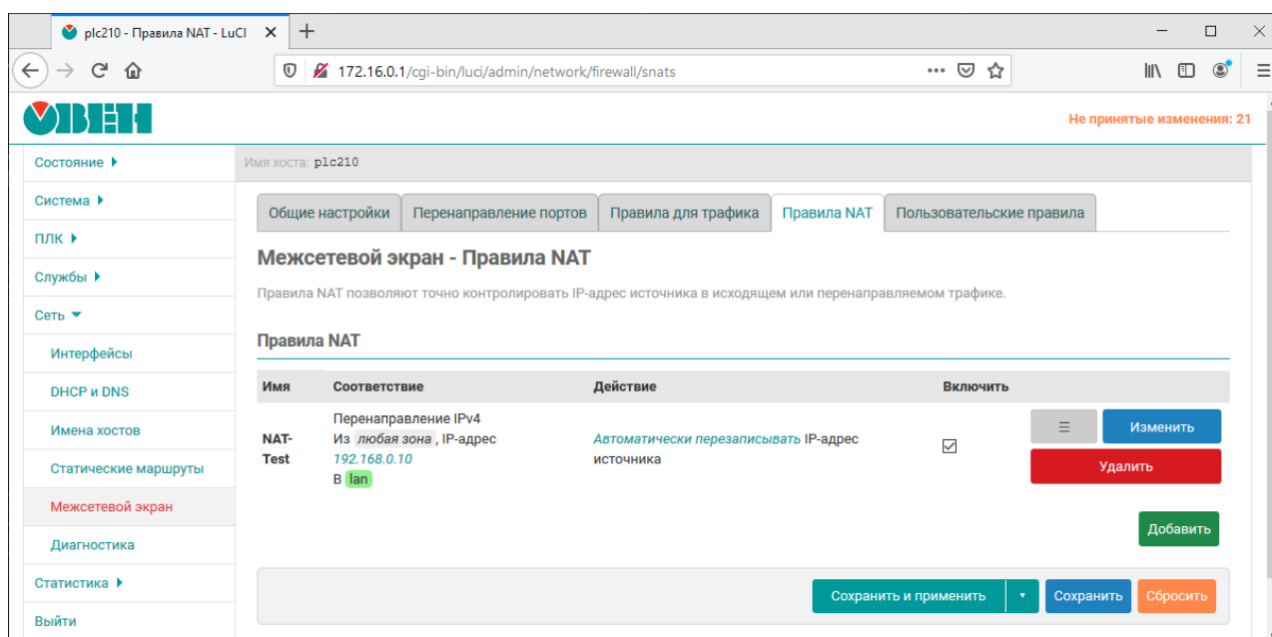 plc210 - Правила NAT - LuCI
172.16.0.1/cgi-bin/luci/admin/network/firewall/snats
ОВЕН
Не принятые изменения: 21
Имя хоста: plc210
Состояние
Система
ПЛК
Службы
Сеть
Интерфейсы
DHCP и DNS
Имена хостов
Статические маршруты
Межсетевой экран
Диагностика
Статистика
Выйти
Общие настройки Перенаправление портов Правила для трафика Правила NAT Пользовательские правила
Межсетевой экран - Правила NAT
Правила NAT позволяют точно контролировать IP-адрес источника в исходящем или перенаправляемом трафике.
Правила NAT
Имя Соответствие Действие Включить
NAT-
Test
Перенаправление IPv4
Из любая зона , IP-адрес
192.168.0.10
В lan
Автоматически перезаписывать IP-адрес
источника
Изменить
Удалить
Добавить
Сохранить и применить Сохранить Сбросить